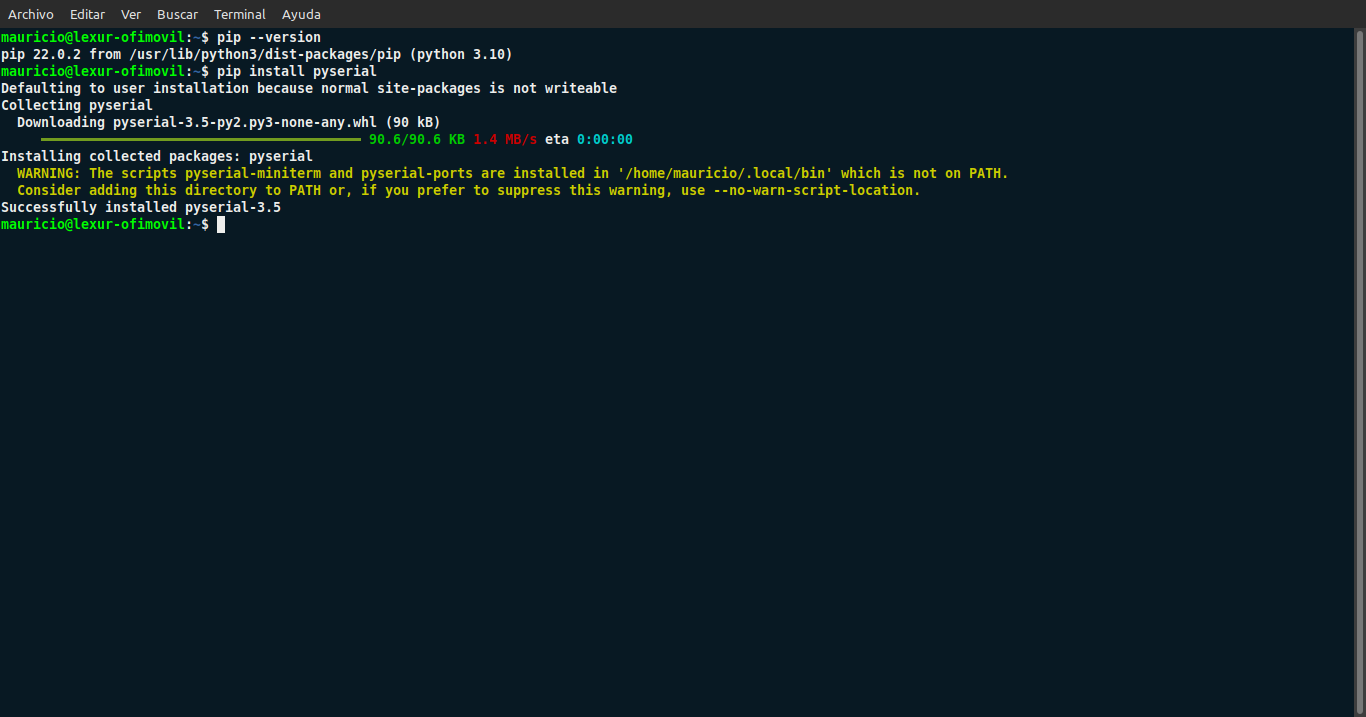 Archivo Editar Ver Buscar Terminal Ayuda
mauricio@lexur-ofimovil:~$ pip --version
pip 22.0.2 from /usr/lib/python3/dist-packages/pip (python 3.10)
mauricio@lexur-ofimovil:~$ pip install pyserial
Defaulting to user installation because normal site-packages is not writeable
Collecting pyserial
  Downloading pyserial-3.5-py2.py3-none-any.whl (90 kB)
90.6/90.6 KB 1.4 MB/s eta 0:00:00
Installing collected packages: pyserial
  WARNING: The scripts pyserial-miniterm and pyserial-ports are installed in '/home/mauricio/.local/bin' which is not on PATH.
  Consider adding this directory to PATH or, if you prefer to suppress this warning, use --no-warn-script-location.
Successfully installed pyserial-3.5
mauricio@lexur-ofimovil:~$